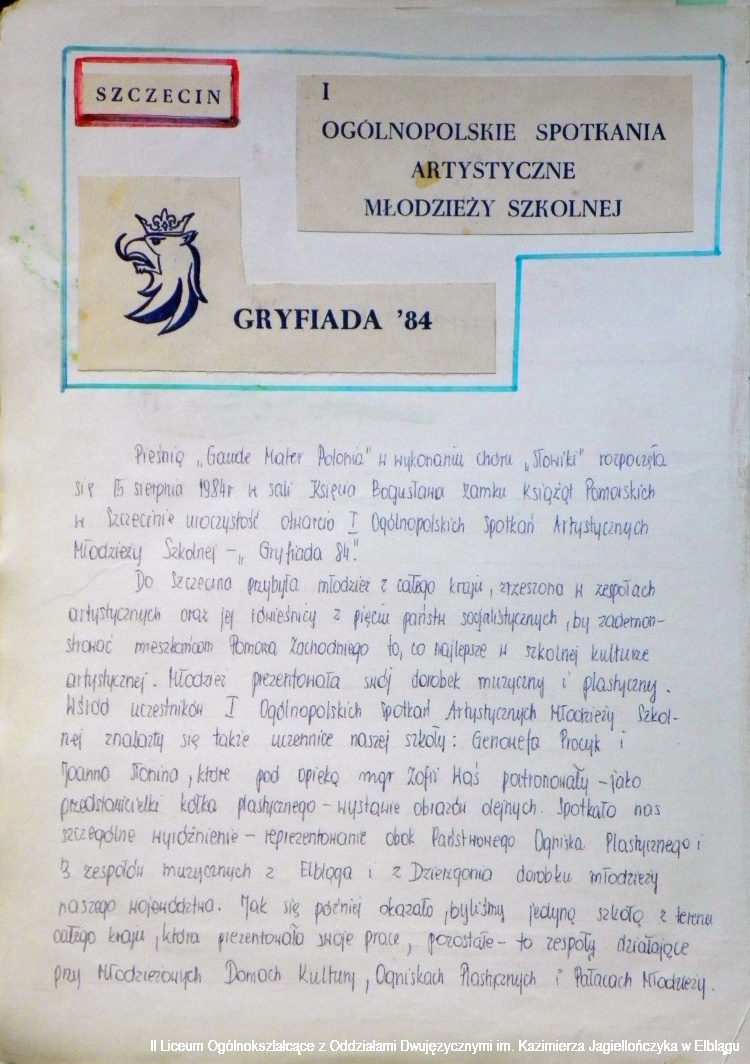 SZCZECIN
I
OGÓLNOPOLSKIE SPOTKANIA
ARTYSTYCZNE
MŁODZIEŻY SZKOLNEJ
GRYFIADA '84
Pieśnią „Gaude Mater Polonia" w wykonaniu chóru „Słowiki" rozpoczęła
się sierpnia 1984r w sali Księcia Bogusława Zamku Książąt Pomorskich
w Szczecinie uroczystość otwarcia I Ogólnopolskich Spotkań Artystycznych
Młodzieży Szkolnej – „Gryfiada 84".
Do Szczecina przybyła młodzież z całego kraju, zrzeszona w zespołach
artystycznych oraz jej rówieśnicy z pięciu państw socjalistycznych, by zademon-
strować mieszkańcom Pomorza Zachodniego to, co najlepsze w szkolnej kulturze
artystycznej. Młodzież prezentowała swój dorobek muzyczny i plastyczny.
Wśród uczestników I Ogólnopolskich Spotkań Artystycznych Młodzieży Szkol-
nej znalazły się także uczennice naszej szkoły: Genowefa Procyk i
Joanna Słonina, które pod opieką mgr Zofii Waś patronowały – jako
przedstawicielki kółka plastycznego – wystawie obrazów olejnych. Spotkało nas
szczególne wyróżnienie – reprezentowanie obok Państwowego Ogniska Plastycznego i
3 zespołów muzycznych z Elbląga i z Dzierzgonia dorobku młodzieży
naszego województwa. Jak się później okazało, byliśmy jedyną szkołą z terenu
całego kraju, która prezentowała swoje prace, pozostałe – to zespoły działające
przy Młodzieżowych Domach Kultury, Ogniskach Plastycznych i Pałacach Młodzieży.
II Liceum Ogólnokształcące z Oddziałami Dwujęzycznymi im. Kazimierza Jagiellończyka w Elblągu